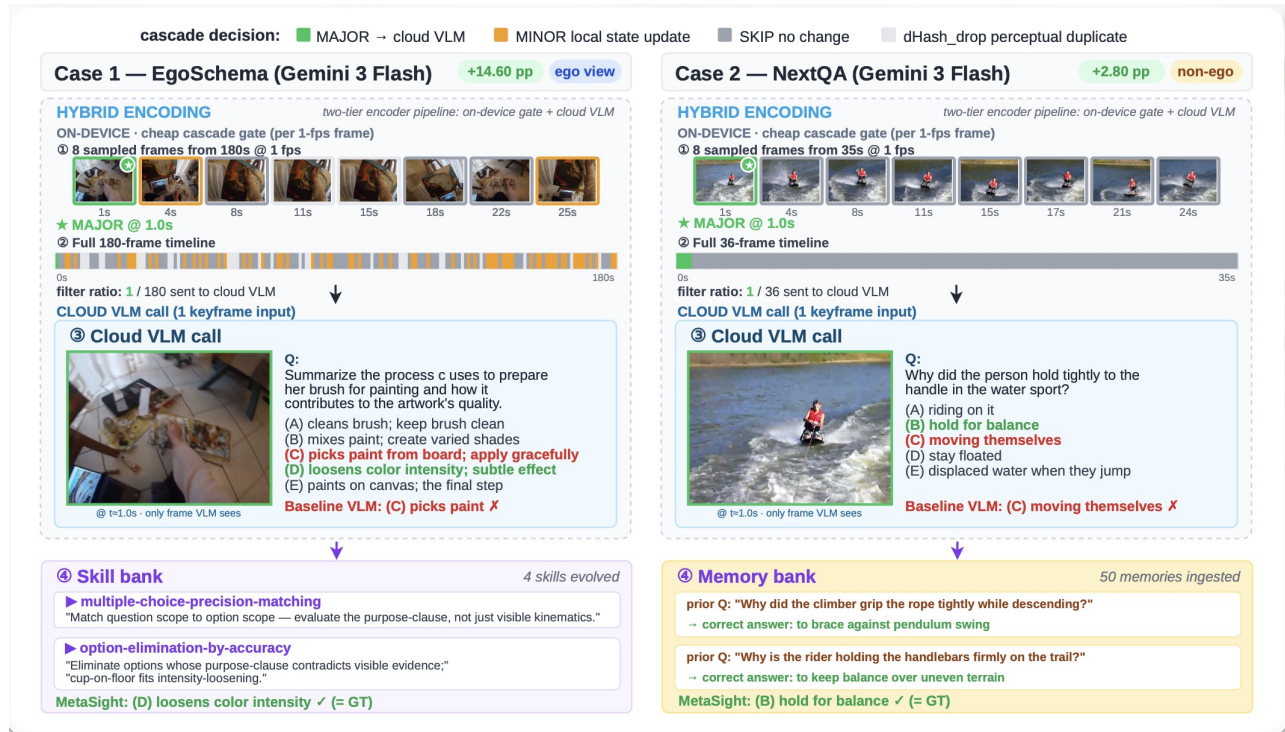 cascade decision: MAJOR → cloud VLM MINOR local state update SKIP no change dHash_drop perceptual duplicate
Case 1 — EgoSchema (Gemini 3 Flash) +14.60 pp ego view
HYBRID ENCODING two-tier encoder pipeline: on-device gate + cloud VLM
ON-DEVICE · cheap cascade gate (per 1-fps frame)
① 8 sampled frames from 180s @ 1 fps
1s 4s 8s 11s 15s 18s 22s 25s
★ MAJOR @ 1.0s
② Full 180-frame timeline
0s 180s
filter ratio: 1 / 180 sent to cloud VLM
CLOUD VLM call (1 keyframe input)
③ Cloud VLM call
Q:
Summarize the process c uses to prepare
her brush for painting and how it
contributes to the artwork's quality.
(A) cleans brush; keep brush clean
(B) mixes paint; create varied shades
(C) picks paint from board; apply gracefully
(D) loosens color intensity; subtle effect
(E) paints on canvas; the final step
Baseline VLM: (C) picks paint ✗
@ t≈1.0s · only frame VLM sees
④ Skill bank 4 skills evolved
▶ multiple-choice-precision-matching
"Match question scope to option scope — evaluate the purpose-clause, not just visible kinematics."
▶ option-elimination-by-accuracy
"Eliminate options whose purpose-clause contradicts visible evidence;"
"cup-on-floor fits intensity-loosening."
MetaSight: (D) loosens color intensity ✓ (= GT)
Case 2 — NextQA (Gemini 3 Flash) +2.80 pp non-ego
HYBRID ENCODING two-tier encoder pipeline: on-device gate + cloud VLM
ON-DEVICE · cheap cascade gate (per 1-fps frame)
① 8 sampled frames from 35s @ 1 fps
1s 4s 8s 11s 15s 17s 21s 24s
★ MAJOR @ 1.0s
② Full 36-frame timeline
0s 35s
filter ratio: 1 / 36 sent to cloud VLM
CLOUD VLM call (1 keyframe input)
③ Cloud VLM call
Q:
Why did the person hold tightly to the
handle in the water sport?
(A) riding on it
(B) hold for balance
(C) moving themselves
(D) stay floated
(E) displaced water when they jump
Baseline VLM: (C) moving themselves ✗
@ t≈1.0s · only frame VLM sees
④ Memory bank 50 memories ingested
prior Q: "Why did the climber grip the rope tightly while descending?"
→ correct answer: to brace against pendulum swing
prior Q: "Why is the rider holding the handlebars firmly on the trail?"
→ correct answer: to keep balance over uneven terrain
MetaSight: (B) hold for balance ✓ (= GT)